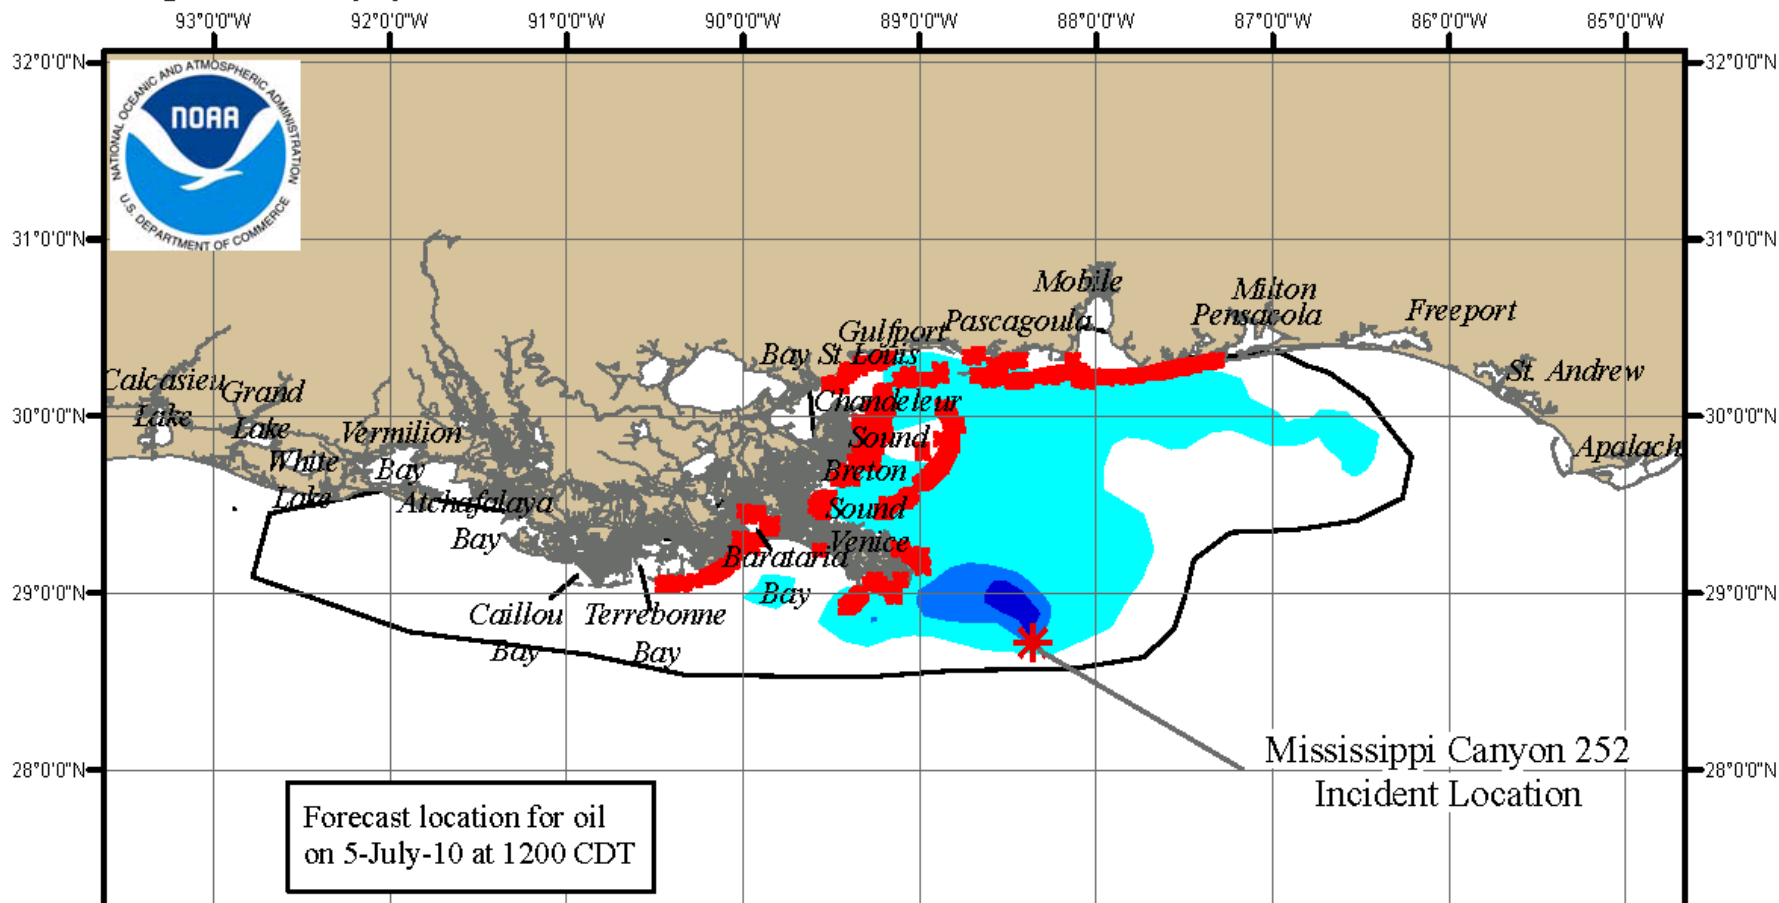 93°0'0"W 92°0'0"W 91°0'0"W 90°0'0"W 89°0'0"W 88°0'0"W 87°0'0"W 86°0'0"W 85°0'0"W
32°0'0"N
32°0'0"N
NATIONAL OCEANIC AND ATMOSPHERIC ADMINISTRATION
NOAA
U.S. DEPARTMENT OF COMMERCE
31°0'0"N
31°0'0"N
Mobile
Milton
Pensacola
Freeport
Pascagoula
Gulfport
Bay St Louis
Calcasieu
Lake
Grand
Lake
St. Andrew
Chandeleur
Sound
30°0'0"N
30°0'0"N
Vermilion
Bay
White
Lake
Breton
Sound
Apalach
Atchafalaya
Bay
Venice
Barataria
Bay
29°0'0"N
29°0'0"N
Caillou
Bay
Terrebonne
Bay
Mississippi Canyon 252
Incident Location
28°0'0"N
28°0'0"N
Forecast location for oil
on 5-July-10 at 1200 CDT